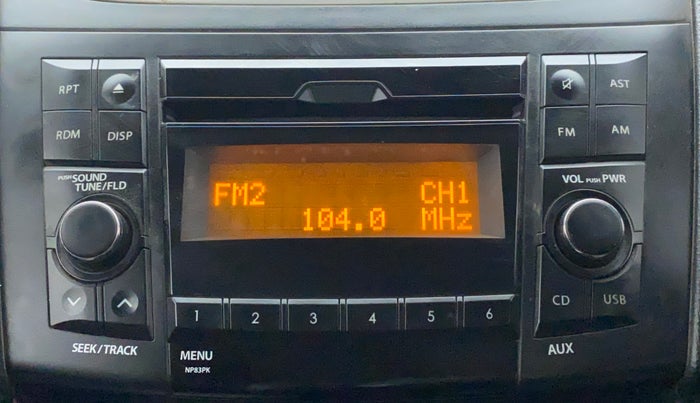 RPT
RDM DISP
PUSH SOUND
TUNE/FLD
SEEK/TRACK
FM2 CH1
104.0 MHz
1 2 3 4 5 6
MENU
NP83PK
AST
FM AM
VOL PUSH PWR
CD USB
AUX